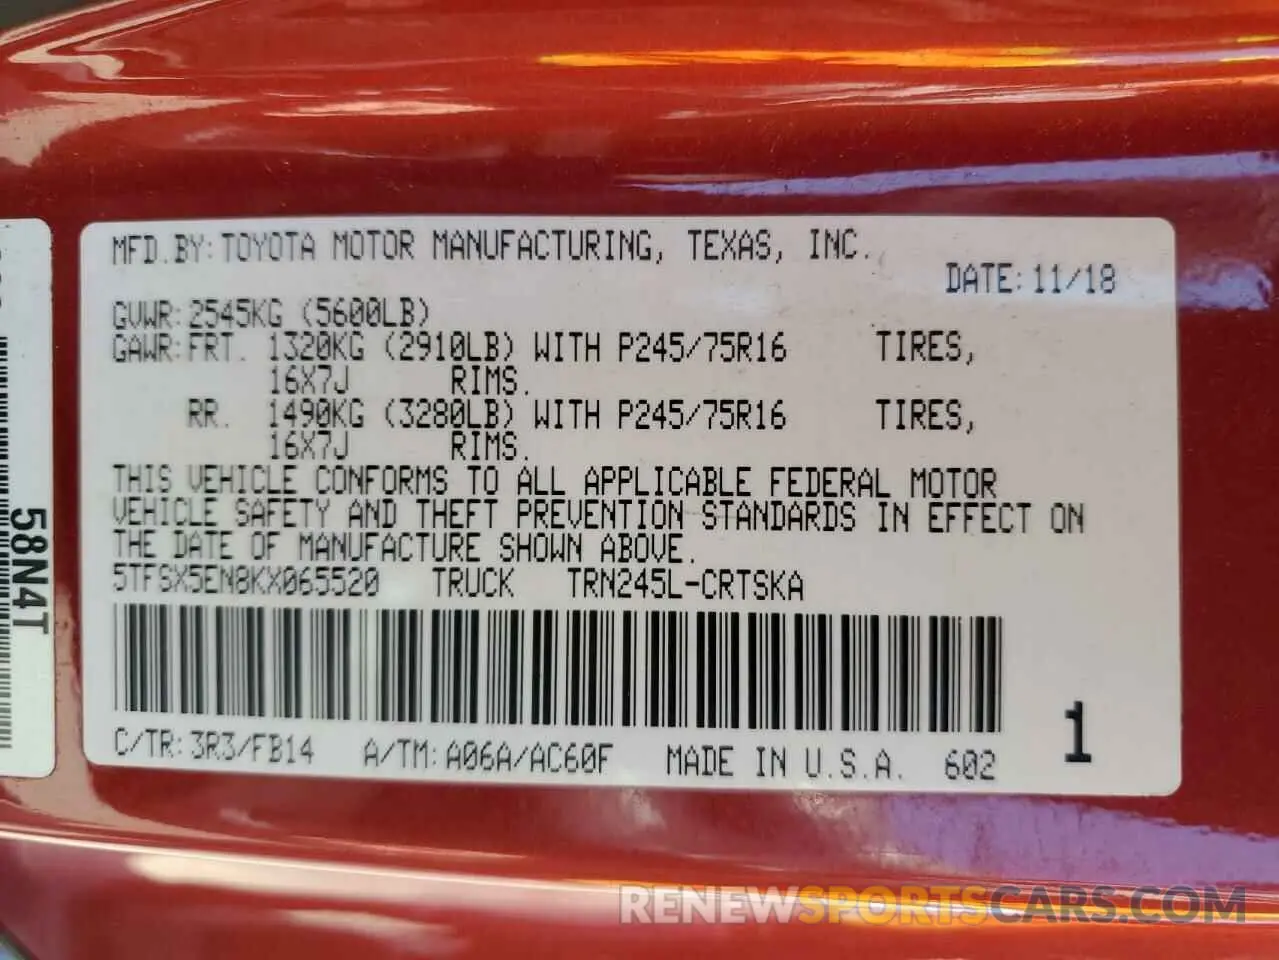 MFD.BY:TOYOTA MOTOR MANUFACTURING, TEXAS, INC.
DATE:11/18
GVWR:2545KG (5600LB)
GAWR:FRT. 1320KG (2910LB) WITH P245/75R16 TIRES,
16X7J RIMS.
RR. 1490KG (3280LB) WITH P245/75R16 TIRES,
16X7J RIMS.
THIS VEHICLE CONFORMS TO ALL APPLICABLE FEDERAL MOTOR
VEHICLE SAFETY AND THEFT PREVENTION STANDARDS IN EFFECT ON
THE DATE OF MANUFACTURE SHOWN ABOVE.
5TFSX5EN8KX065520 TRUCK TRN245L-CRTSKA
C/TR:3R3/FB14 A/TM:A06A/AC60F MADE IN U.S.A. 602
1
58N4T
RENEWSPORTSCARS.COM